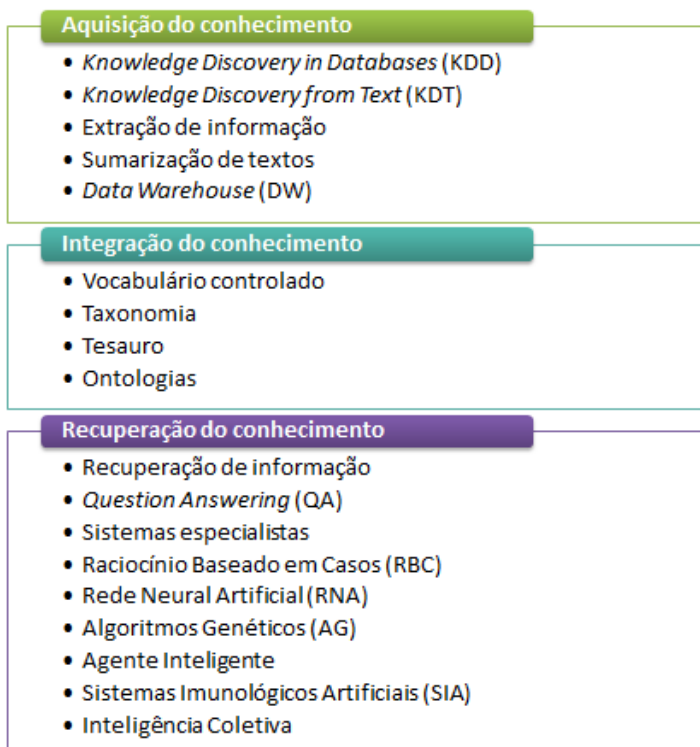 Aquisição do conhecimento
• Knowledge Discovery in Databases (KDD)
• Knowledge Discovery from Text (KDT)
• Extração de informação
• Sumarização de textos
• Data Warehouse (DW)
Integração do conhecimento
• Vocabulário controlado
• Taxonomia
• Tesauro
• Ontologias
Recuperação do conhecimento
• Recuperação de informação
• Question Answering (QA)
• Sistemas especialistas
• Raciocínio Baseado em Casos (RBC)
• Rede Neural Artificial (RNA)
• Algoritmos Genéticos (AG)
• Agente Inteligente
• Sistemas Imunológicos Artificiais (SIA)
• Inteligência Coletiva